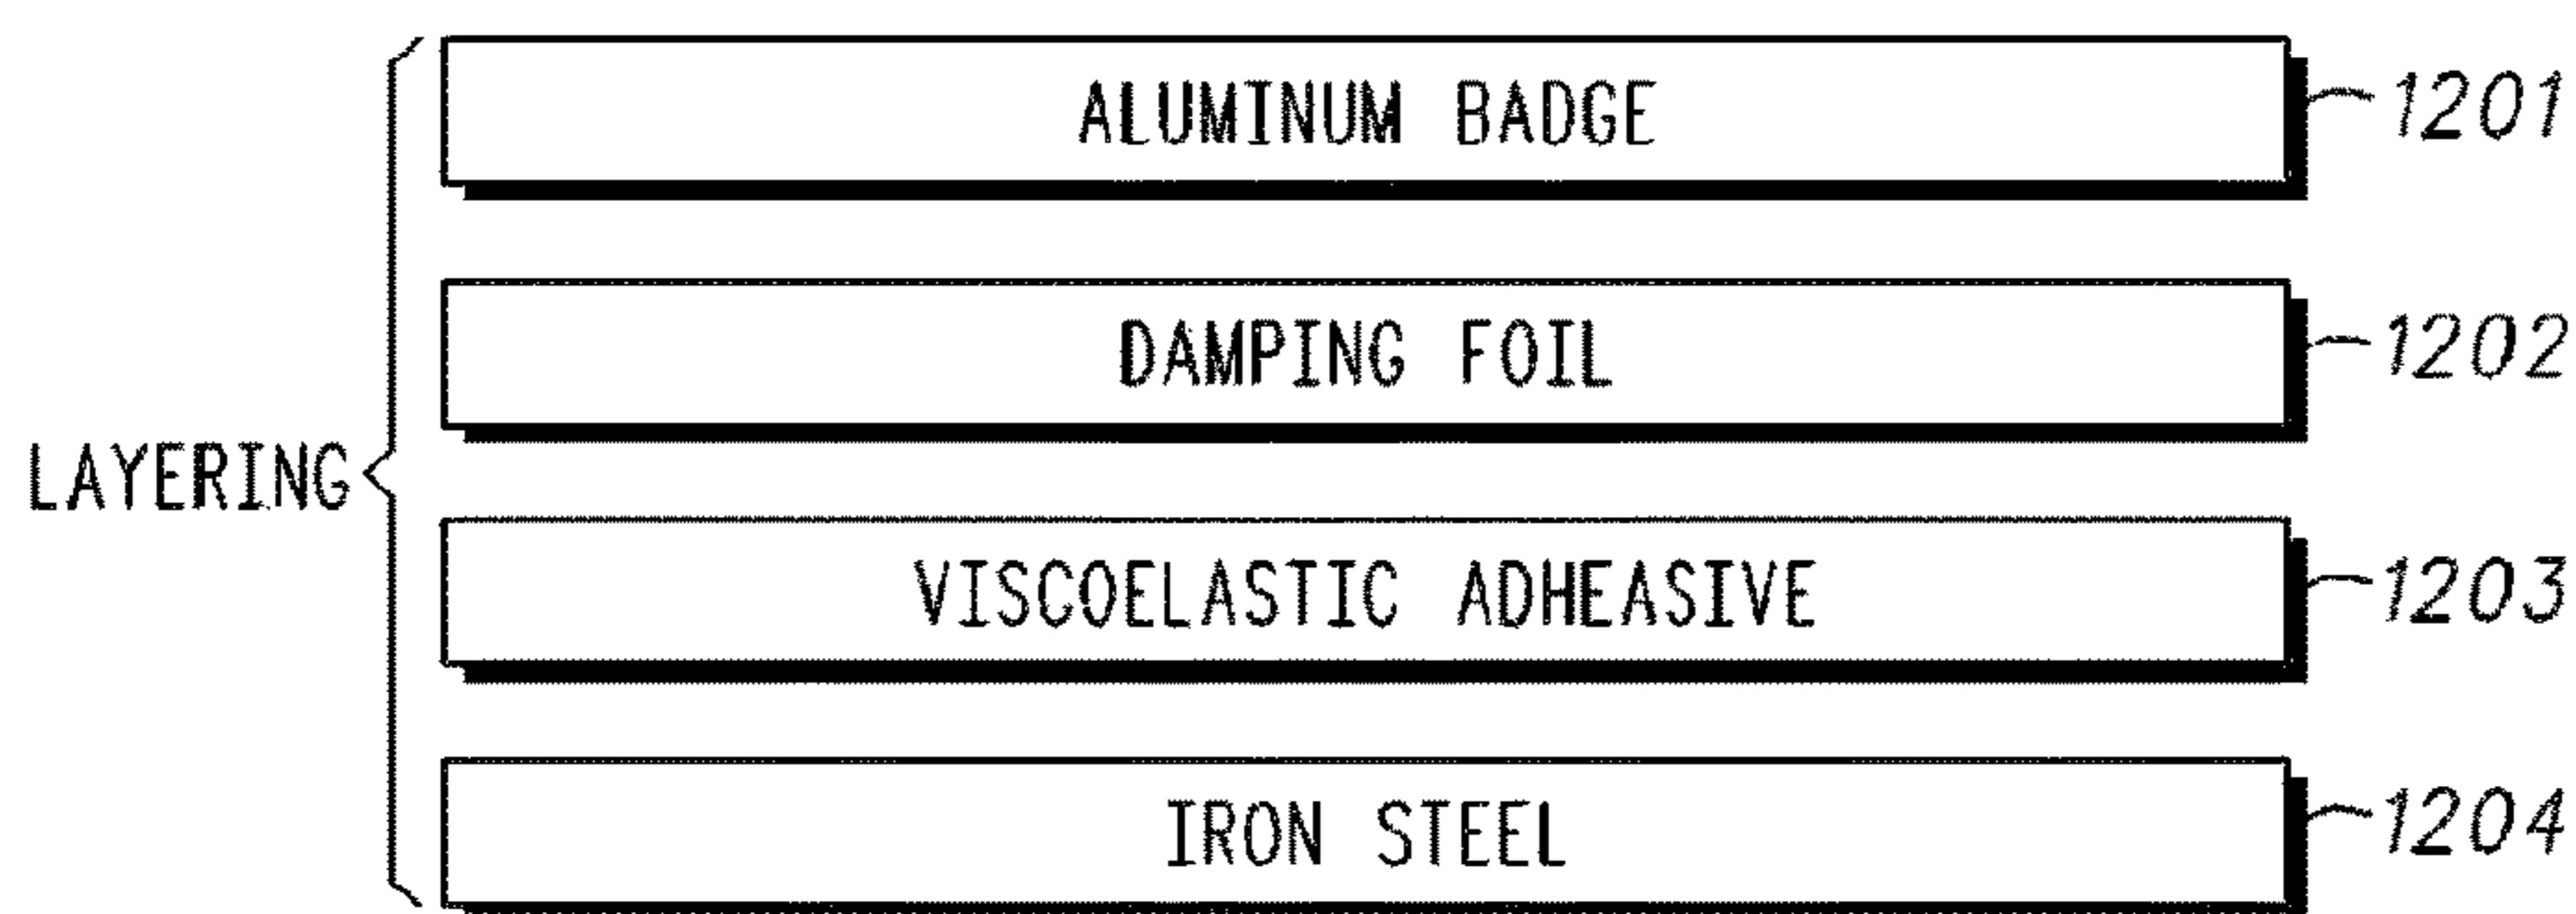 ALUMINUM BADGE 1201
DAMPING FOIL 1202
LAYERING
VISCOELASTIC ADHEASIVE 1203
IRON STEEL 1204